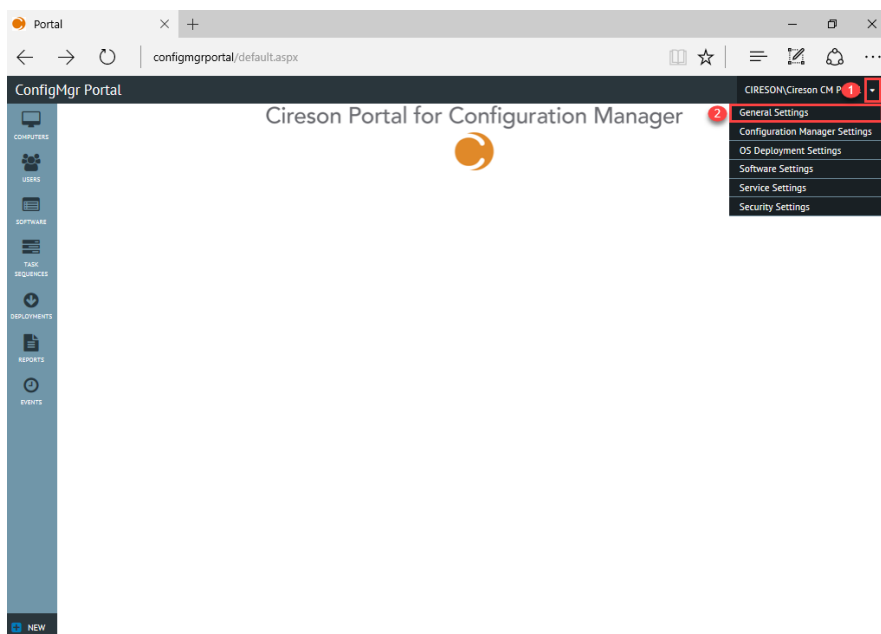 Portal
configmgrportal/default.aspx
ConfigMgr Portal
CIRESON\Cireson CM P
1
Cireson Portal for Configuration Manager
2
General Settings
Configuration Manager Settings
OS Deployment Settings
Software Settings
Service Settings
Security Settings
COMPUTERS
USERS
SOFTWARE
TASK
SEQUENCES
DEPLOYMENTS
REPORTS
EVENTS
NEW